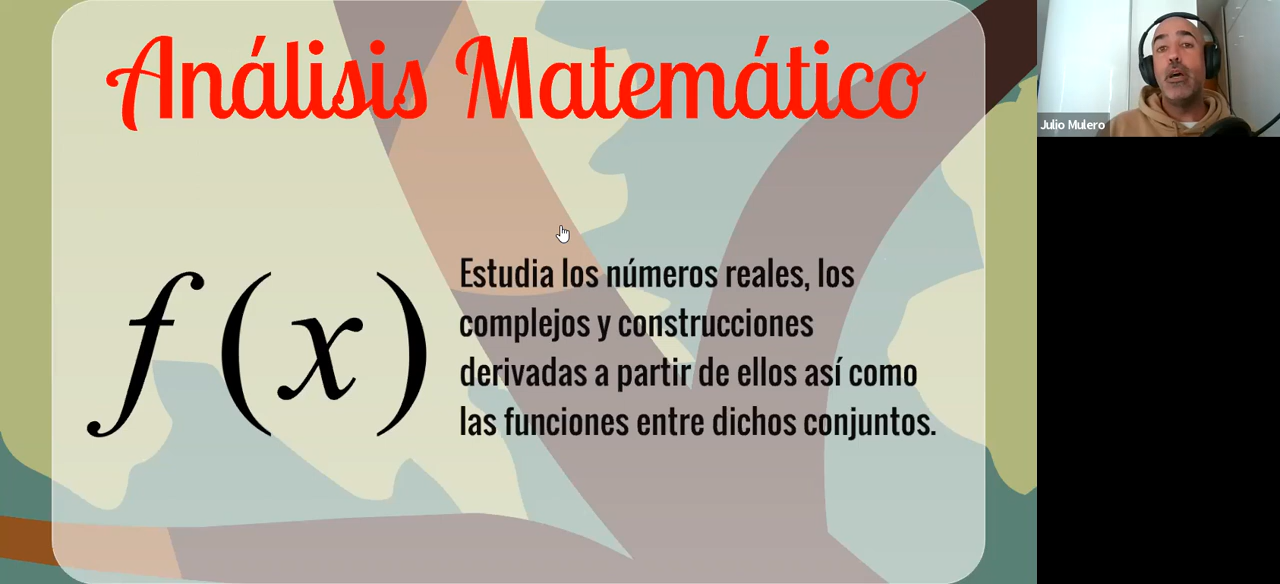 Análisis Matemático
f(x)
Estudia los números reales, los
complejos y construcciones
derivadas a partir de ellos así como
las funciones entre dichos conjuntos.
Julio Mulero